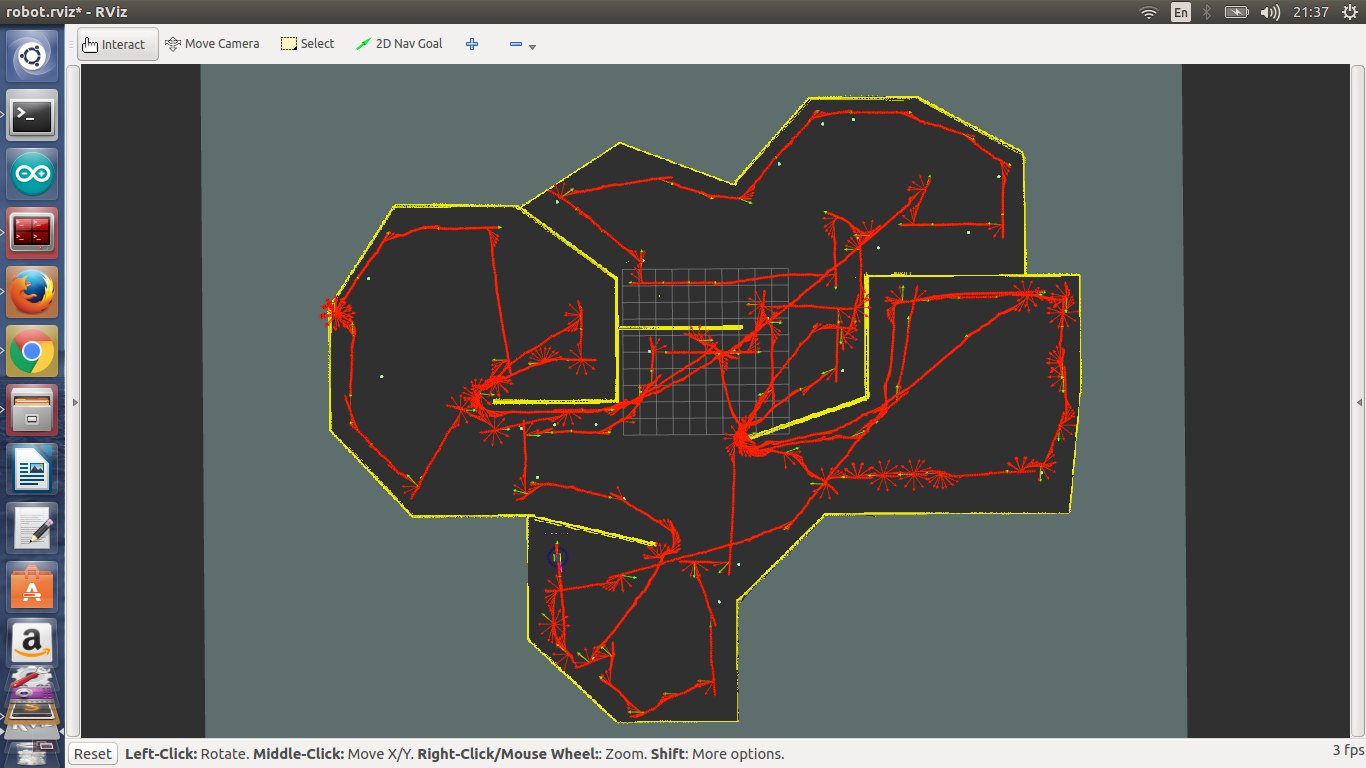 robot.rviz* - RViz
En
21:37
Interact
Move Camera
Select
2D Nav Goal
Reset
Left-Click: Rotate. Middle-Click: Move X/Y. Right-Click/Mouse Wheel:: Zoom. Shift: More options.
3 fps